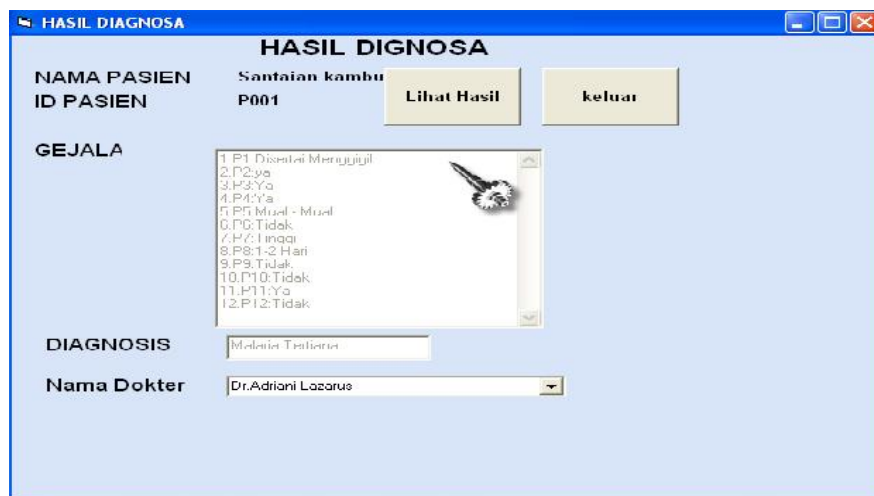 HASIL DIAGNOSA
HASIL DIGNOSA
NAMA PASIEN Santaian kambu
ID PASIEN P001
Lihat Hasil
keluar
GEJALA
1.P1 Disertai Menggigil
2.P2:ya
3.P3:Ya
4.P4:Ya
5.P5 Mual - Mual
6.P6:Tidak
7.P7:Tinggi
8.P8:1-2 Hari
9.P9.Tidak
10.P10:Tidak
11.P11:Ya
12.P12:Tidak
DIAGNOSIS Malaria Tertiana
Nama Dokter Dr.Adriani Lazarus